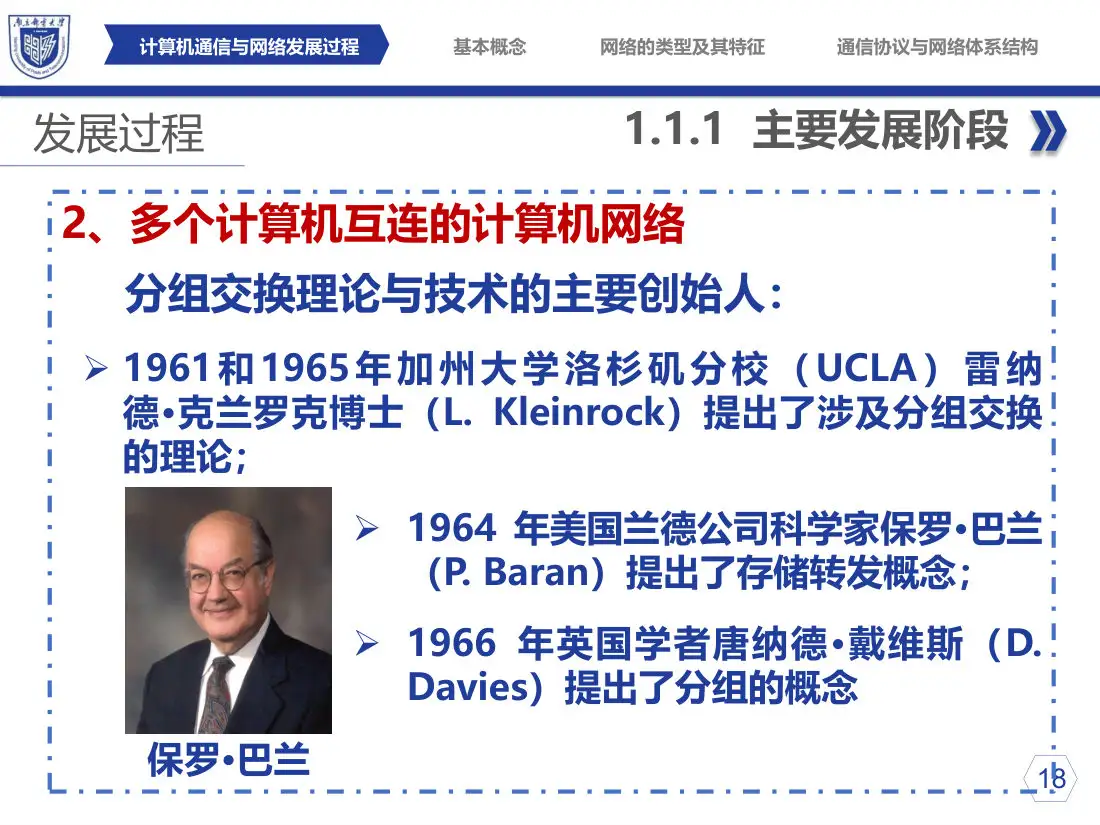 南京邮电大学
计算机通信与网络发展过程
基本概念
网络的类型及其特征
通信协议与网络体系结构
发展过程
1.1.1 主要发展阶段
2、多个计算机互连的计算机网络
分组交换理论与技术的主要创始人：
➢ 1961和1965年加州大学洛杉矶分校（UCLA）雷纳
德•克兰罗克博士（L. Kleinrock）提出了涉及分组交换
的理论；
➢ 1964 年美国兰德公司科学家保罗•巴兰
（P. Baran）提出了存储转发概念；
➢ 1966 年英国学者唐纳德•戴维斯（D.
Davies）提出了分组的概念
保罗•巴兰
18